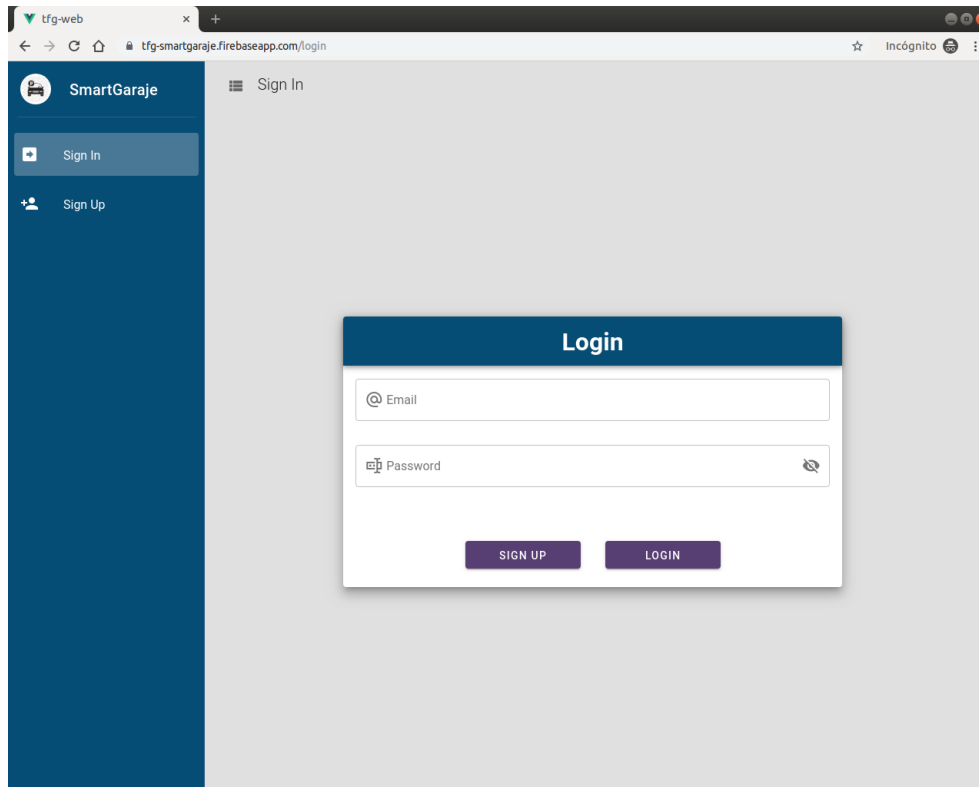 tfg-web
tfg-smartgaraje.firebaseapp.com/login
Incógnito
SmartGaraje
Sign In
Sign In
Sign Up
Login
Email
Password
SIGN UP
LOGIN